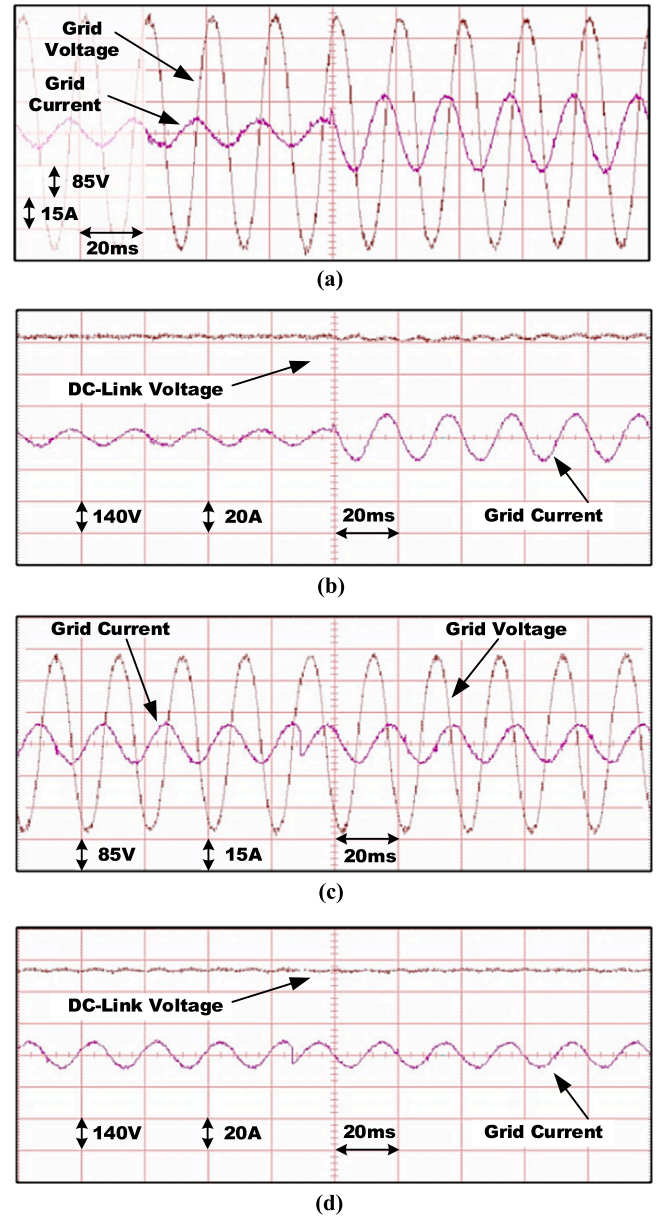 Grid
Voltage
Grid
Current
85V
15A
20ms
(a)
DC-Link Voltage
140V
20A
20ms
Grid Current
(b)
Grid Current
Grid Voltage
85V
15A
20ms
(c)
DC-Link Voltage
140V
20A
20ms
Grid Current
(d)